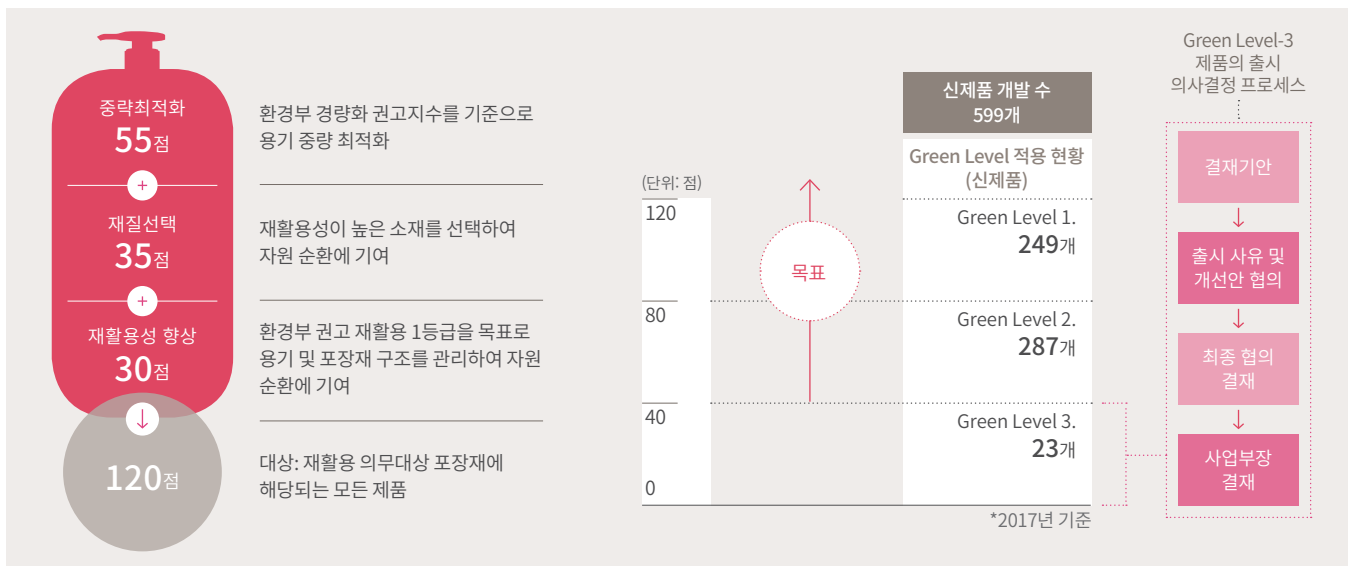 중략최적화
55점
+
재질선택
35점
+
재활용성 향상
30점
↓
120점
환경부 경량화 권고지수를 기준으로
용기 중량 최적화
재활용성이 높은 소재를 선택하여
자원 순환에 기여
환경부 권고 재활용 1등급을 목표로
용기 및 포장재 구조를 관리하여 자원
순환에 기여
대상: 재활용 의무대상 포장재에
해당되는 모든 제품
(단위: 점)
120
80
40
0
목표
신제품 개발 수
599개
Green Level 적용 현황
(신제품)
Green Level 1.
249개
Green Level 2.
287개
Green Level 3.
23개
*2017년 기준
Green Level-3
제품의 출시
의사결정 프로세스
결재기안
출시 사유 및
개선안 협의
최종 협의
결재
사업부장
결재